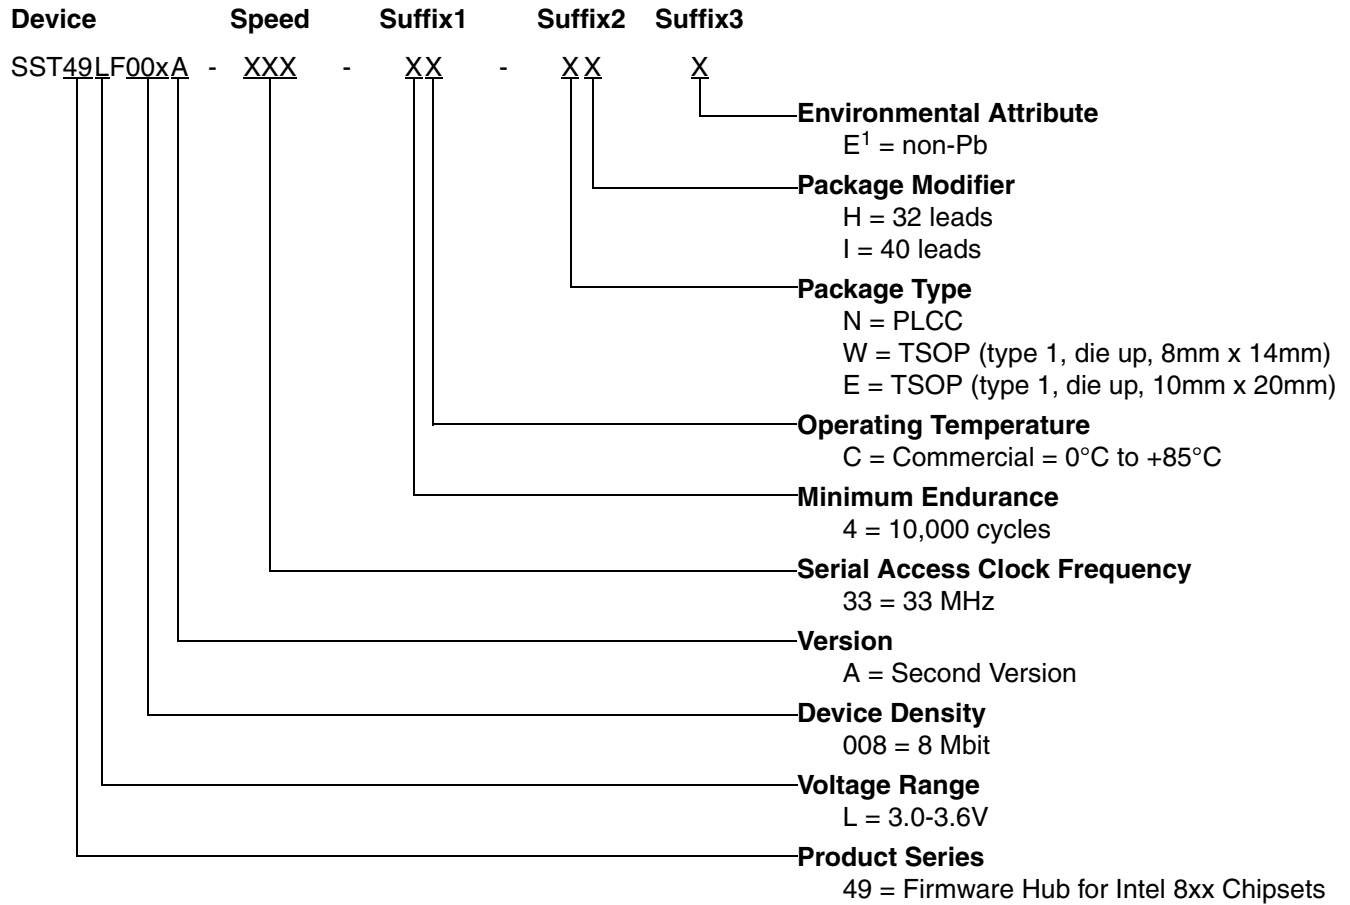 Device Speed Suffix1 Suffix2 Suffix3
SST49LF00xA - XXX - XX - XX X
Environmental Attribute
E¹ = non-Pb
Package Modifier
H = 32 leads
I = 40 leads
Package Type
N = PLCC
W = TSOP (type 1, die up, 8mm x 14mm)
E = TSOP (type 1, die up, 10mm x 20mm)
Operating Temperature
C = Commercial = 0°C to +85°C
Minimum Endurance
4 = 10,000 cycles
Serial Access Clock Frequency
33 = 33 MHz
Version
A = Second Version
Device Density
008 = 8 Mbit
Voltage Range
L = 3.0-3.6V
Product Series
49 = Firmware Hub for Intel 8xx Chipsets